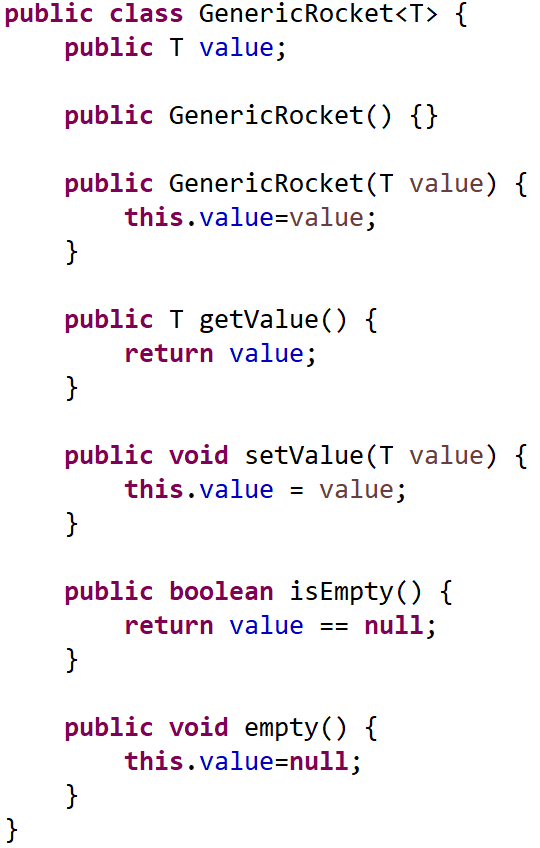 public class GenericRocket<T> {
public T value;
public GenericRocket() {}
public GenericRocket(T value) {
this.value=value;
}
public T getValue() {
return value;
}
public void setValue(T value) {
this.value = value;
}
public boolean isEmpty() {
return value == null;
}
public void empty() {
this.value=null;
}
}